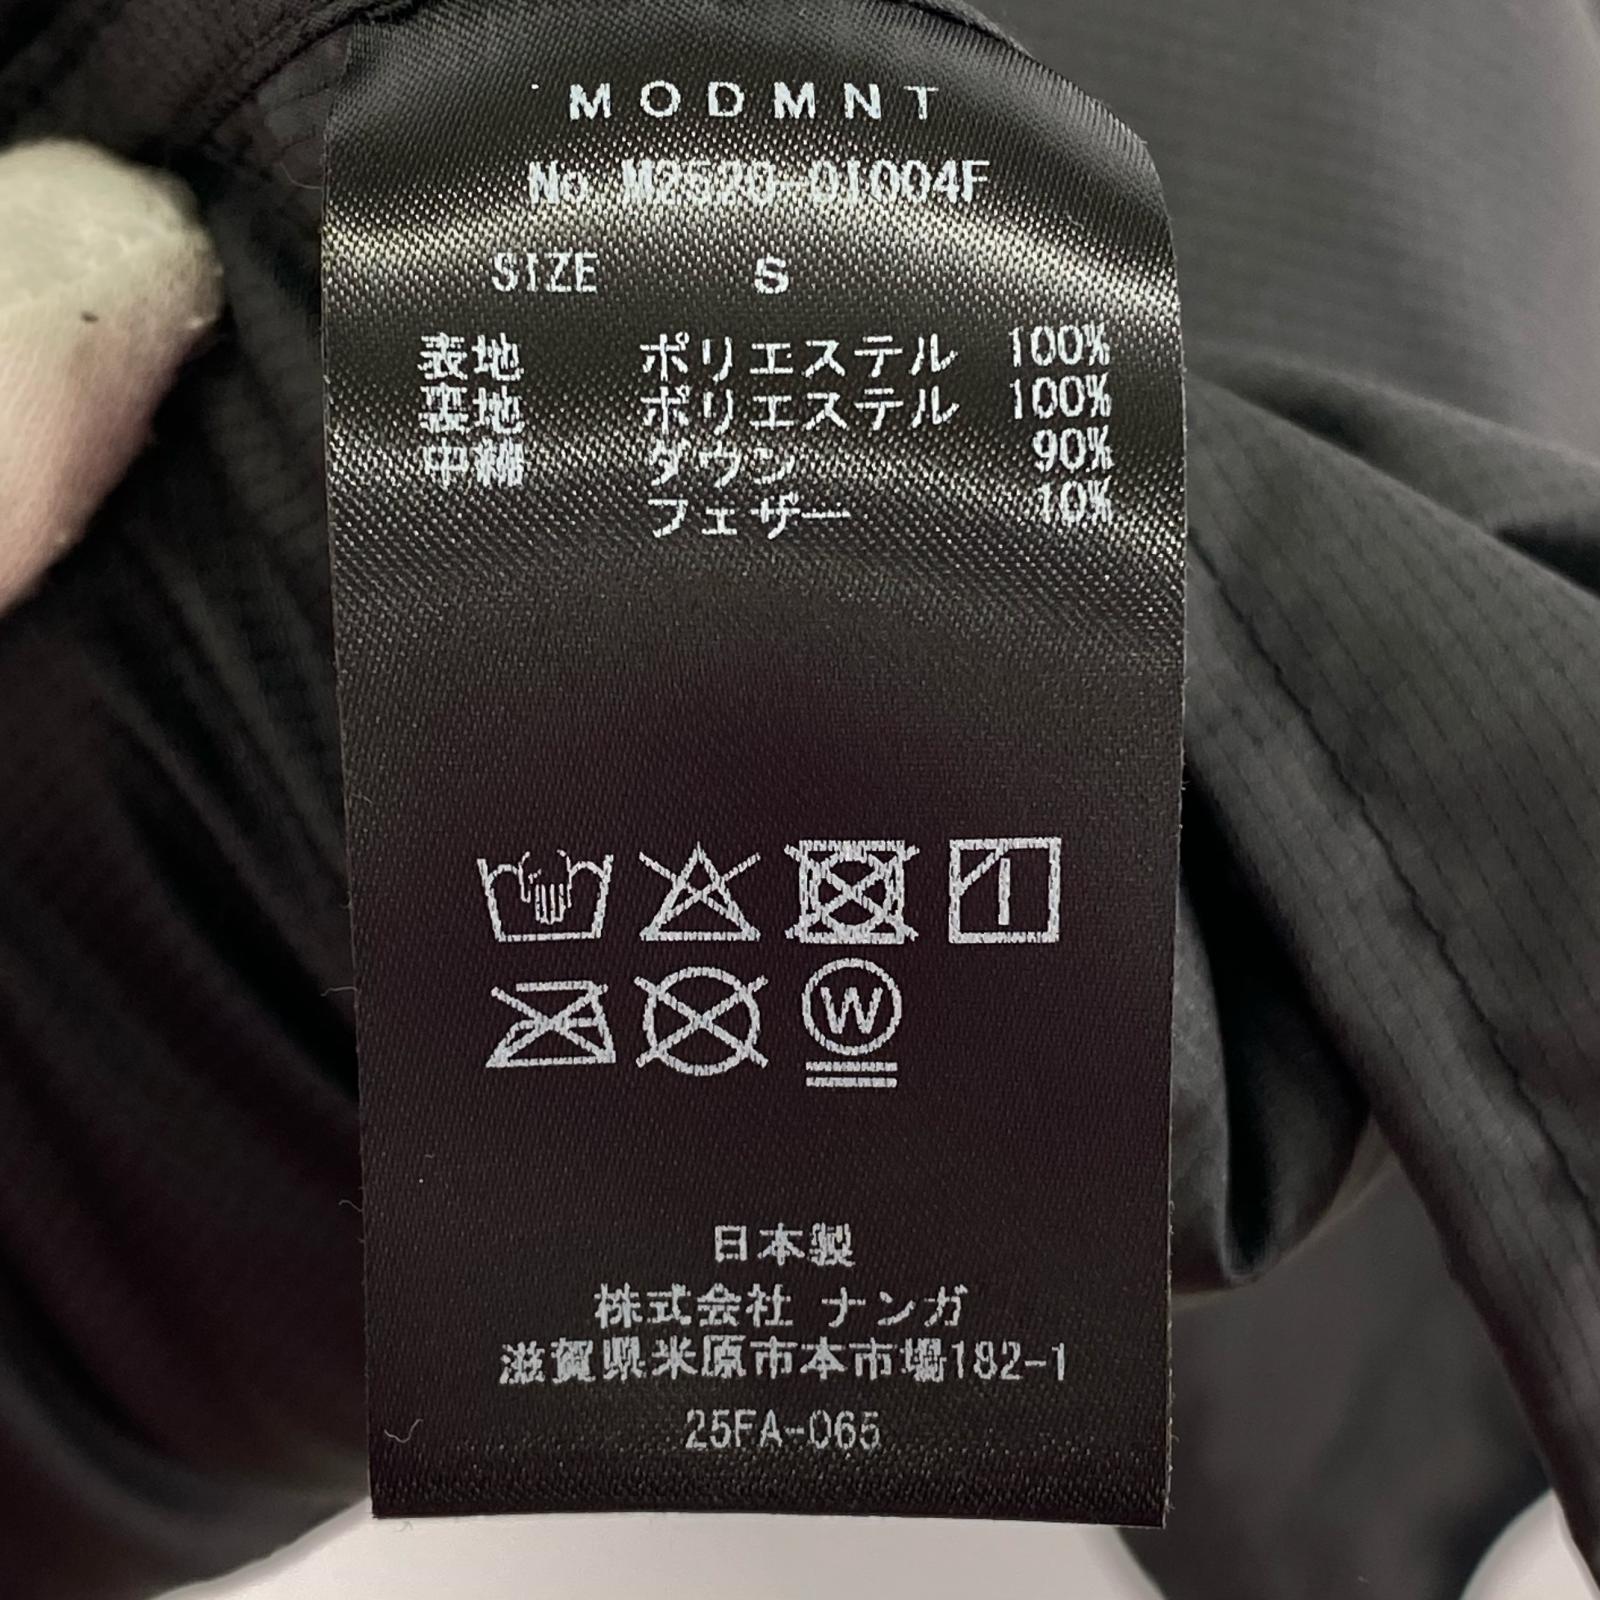 MODMNT
No.M2520-01004F
SIZE S
表地 ポリエステル 100%
裏地 ポリエステル 100%
中綿 ダウン 90%
フェザー 10%
W
日本製
株式会社 ナンガ
滋賀県米原市本市場182-1
25FA-065